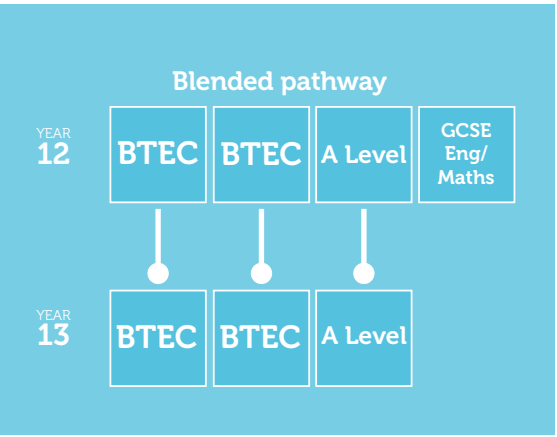 Blended pathway
YEAR
12
BTEC
BTEC
A Level
GCSE
Eng/
Maths
YEAR
13
BTEC
BTEC
A Level